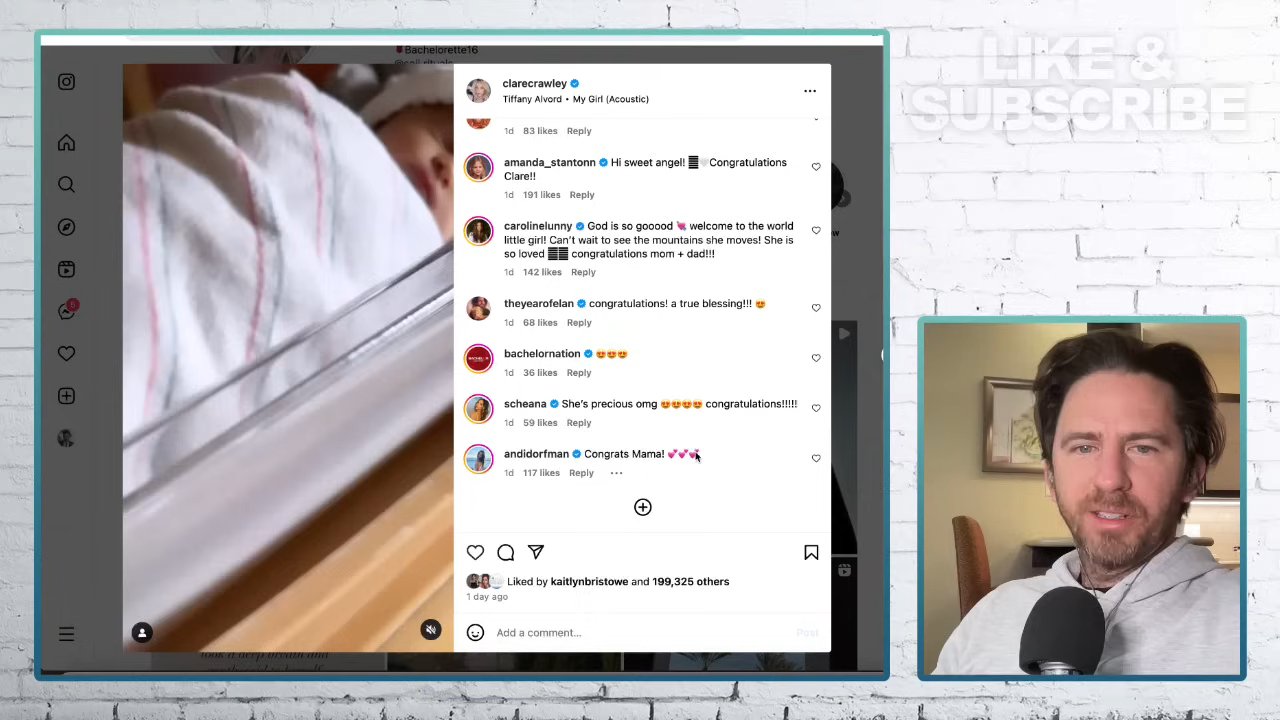 LIKE &
SUBSCRIBE
Bachelorette16
clarecrawley
Tiffany Alvord • My Girl (Acoustic)
1d 83 likes Reply
amanda_stantonn Hi sweet angel! Congratulations
Clare!!
1d 191 likes Reply
carolinelunny God is so gooood 💘 welcome to the world
little girl! Can't wait to see the mountains she moves! She is
so loved congratulations mom + dad!!!
1d 142 likes Reply
theyearofelan congratulations! a true blessing!!! 😍
1d 68 likes Reply
bachelornation 😍😍😍
1d 36 likes Reply
scheana She's precious omg 😍😍😍😍 congratulations!!!!!
1d 59 likes Reply
andidorfman Congrats Mama! 💞💞💞
1d 117 likes Reply
Liked by kaitlynbristowe and 199,325 others
1 day ago
Add a comment...
Post
5